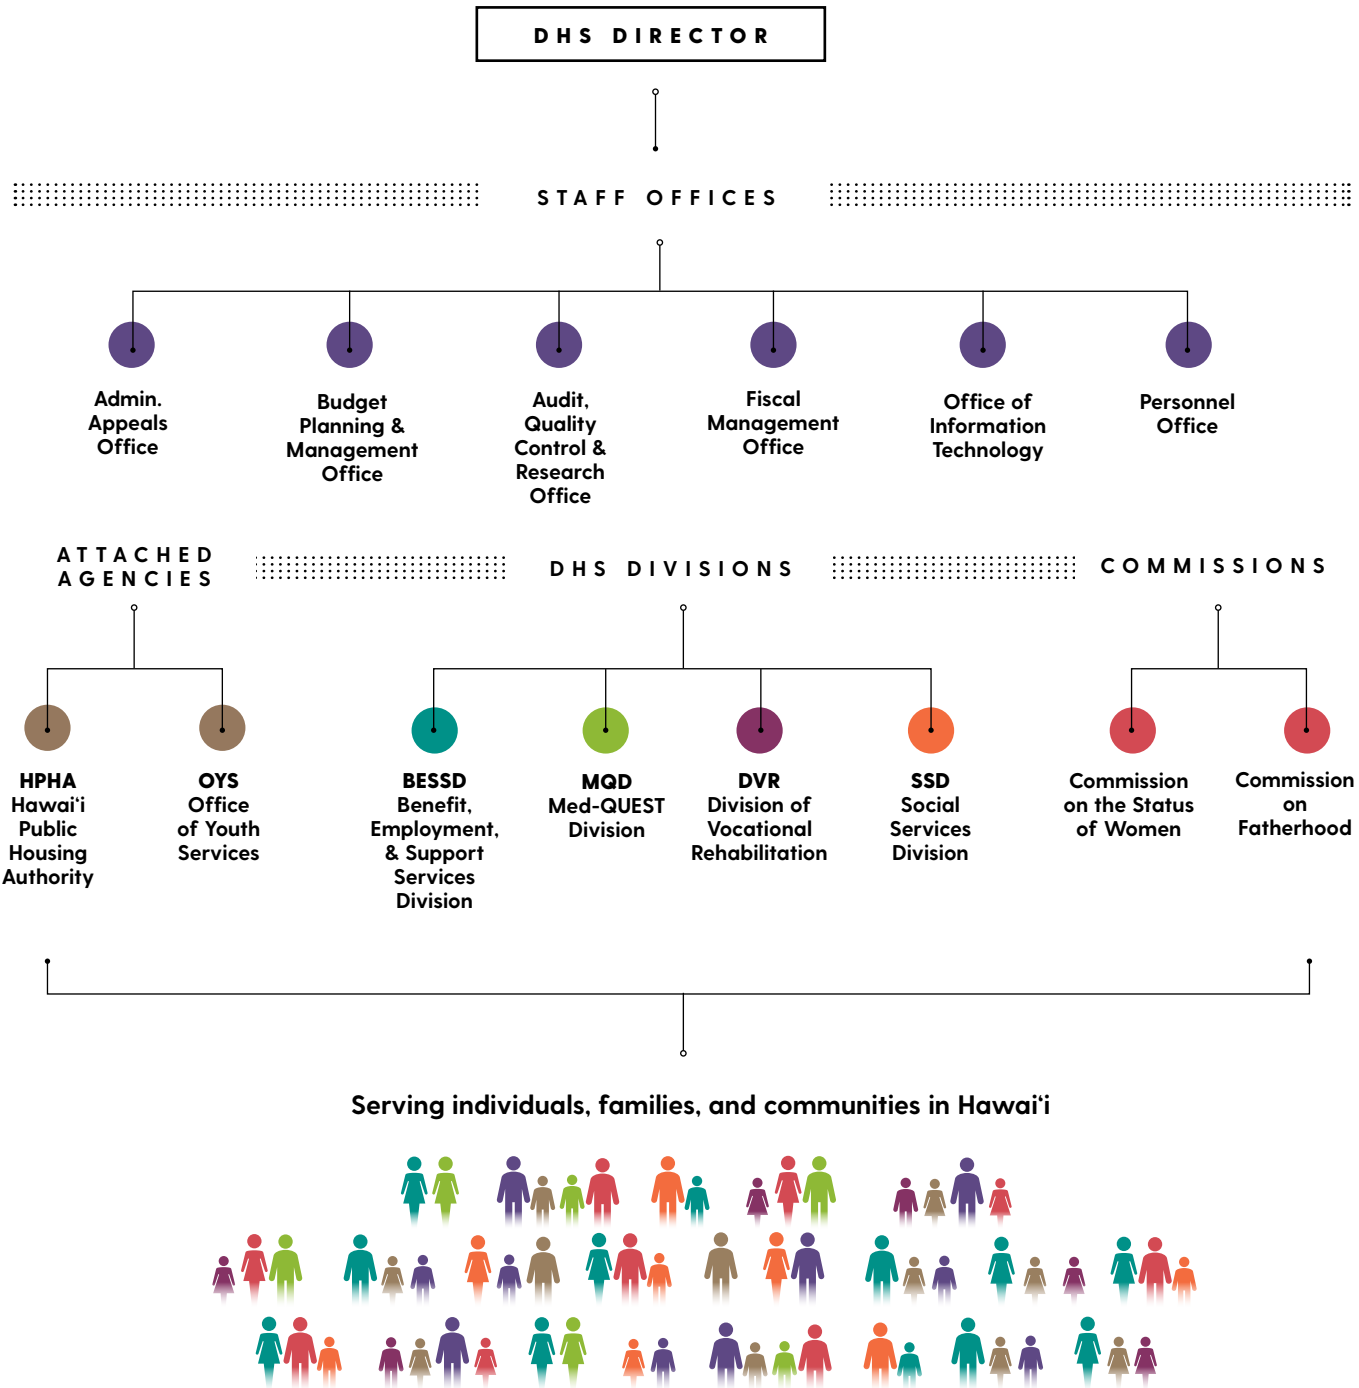 DHS DIRECTOR
STAFF OFFICES
Admin.
Appeals
Office
Budget
Planning &
Management
Office
Audit,
Quality
Control &
Research
Office
Fiscal
Management
Office
Office of
Information
Technology
Personnel
Office
ATTACHED
AGENCIES
DHS DIVISIONS
COMMISSIONS
HPHA
Hawaiʻi
Public
Housing
Authority
OYS
Office
of Youth
Services
BESSD
Benefit,
Employment,
& Support
Services
Division
MQD
Med-QUEST
Division
DVR
Division of
Vocational
Rehabilitation
SSD
Social
Services
Division
Commission
on the Status
of Women
Commission
on
Fatherhood
Serving individuals, families, and communities in Hawaiʻi